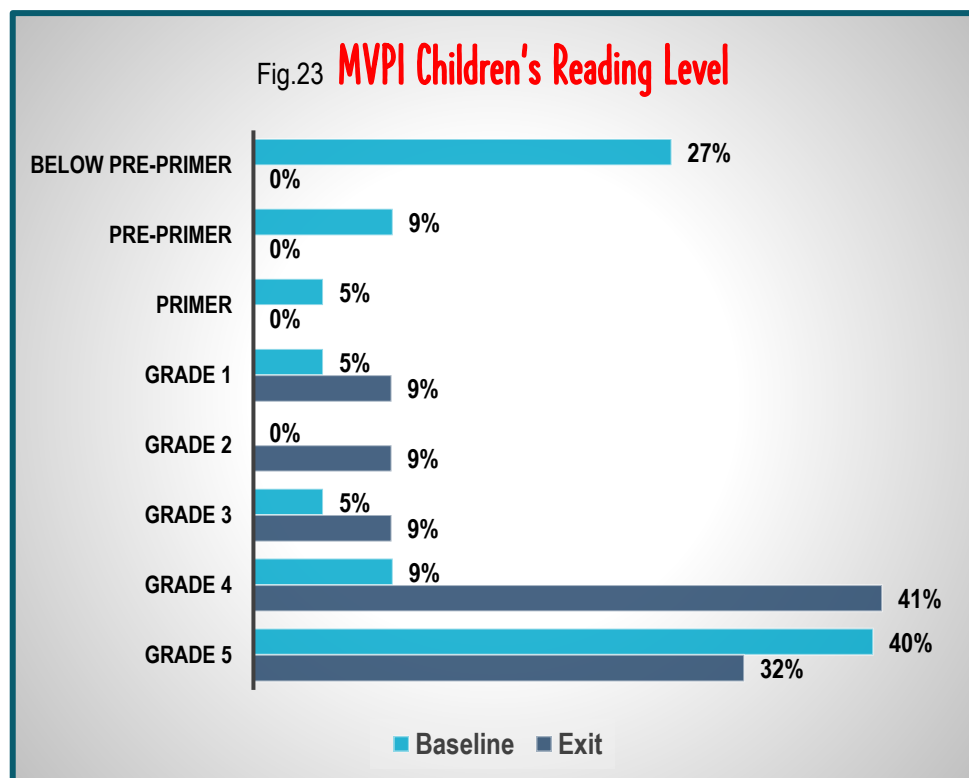 Fig.23 MVPI Children's Reading Level
BELOW PRE-PRIMER
27%
0%
PRE-PRIMER
9%
0%
PRIMER
5%
0%
GRADE 1
5%
9%
GRADE 2
0%
9%
GRADE 3
5%
9%
GRADE 4
9%
41%
GRADE 5
40%
32%
Baseline Exit